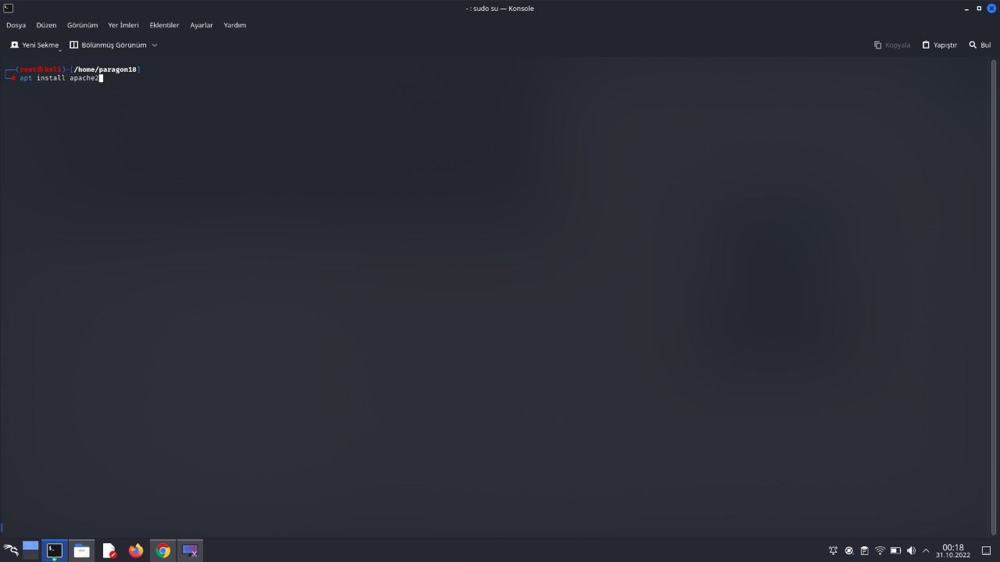 - : sudo su — Konsole
Dosya Düzen Görünüm Yer İmleri Eklentiler Ayarlar Yardım
Yeni Sekme Bölünmüş Görünüm Kopyala Yapıştır Bul
┌──(root㉿kali)-[/home/paragon18]
└─# apt install apache2
00:18
31.10.2022